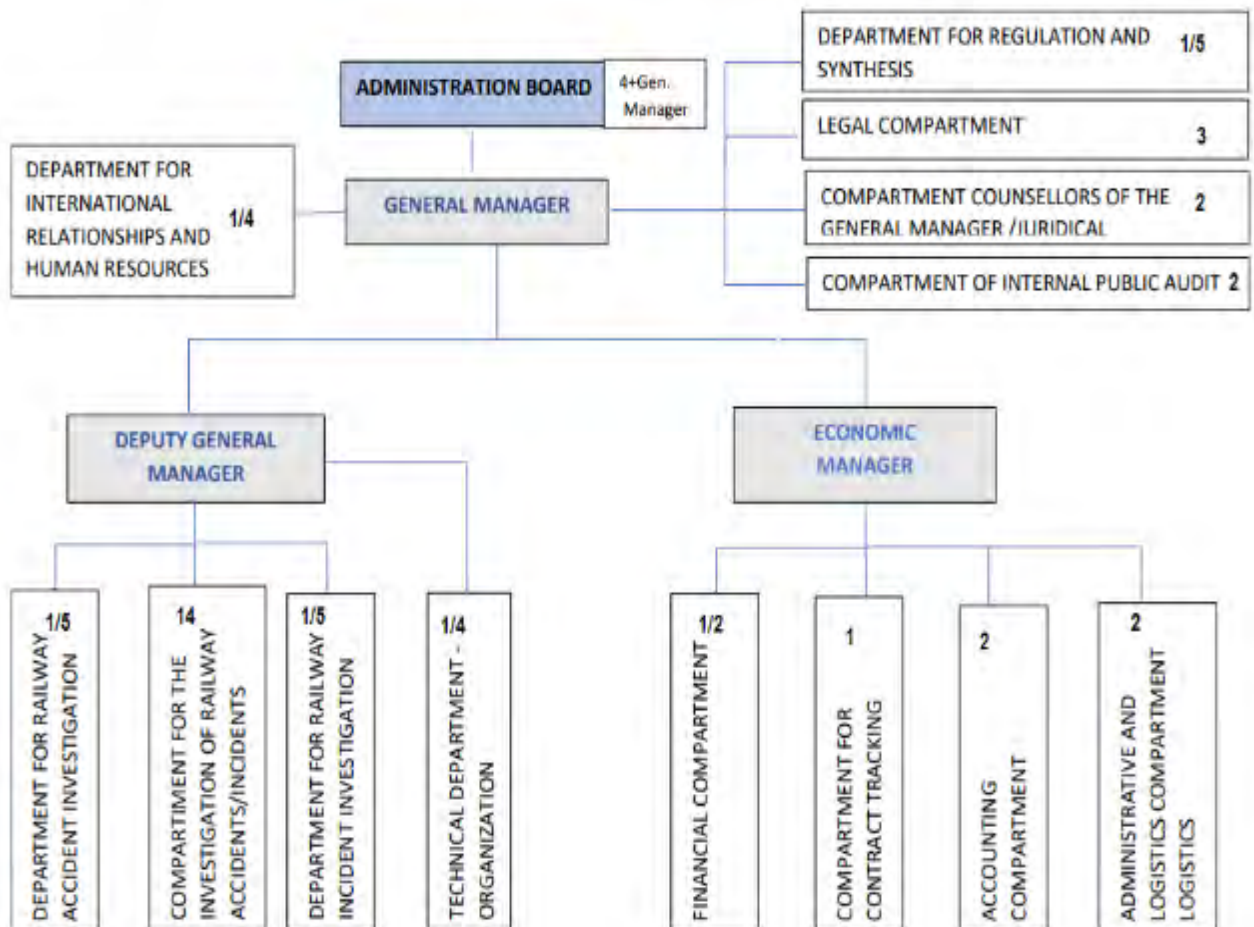 DEPARTMENT FOR REGULATION AND 1/5
SYNTHESIS
ADMINISTRATION BOARD
4+Gen.
Manager
LEGAL COMPARTMENT 3
DEPARTMENT FOR
INTERNATIONAL 1/4
RELATIONSHIPS AND
HUMAN RESOURCES
GENERAL MANAGER
COMPARTMENT COUNSELLORS OF THE 2
GENERAL MANAGER /JURIDICAL
COMPARTMENT OF INTERNAL PUBLIC AUDIT 2
DEPUTY GENERAL
MANAGER
ECONOMIC
MANAGER
1/5
DEPARTMENT FOR RAILWAY
ACCIDENT INVESTIGATION
14
COMPARTIMENT FOR THE
INVESTIGATION OF RAILWAY
ACCIDENTS/INCIDENTS
1/5
DEPARTMENT FOR RAILWAY
INCIDENT INVESTIGATION
1/4
TECHNICAL DEPARTMENT -
ORGANIZATION
1/2
FINANCIAL COMPARTMENT
1
COMPARTMENT FOR
CONTRACT TRACKING
2
ACCOUNTING
COMPARTMENT
2
ADMINISTRATIVE AND
LOGISTICS COMPARTMENT
LOGISTICS